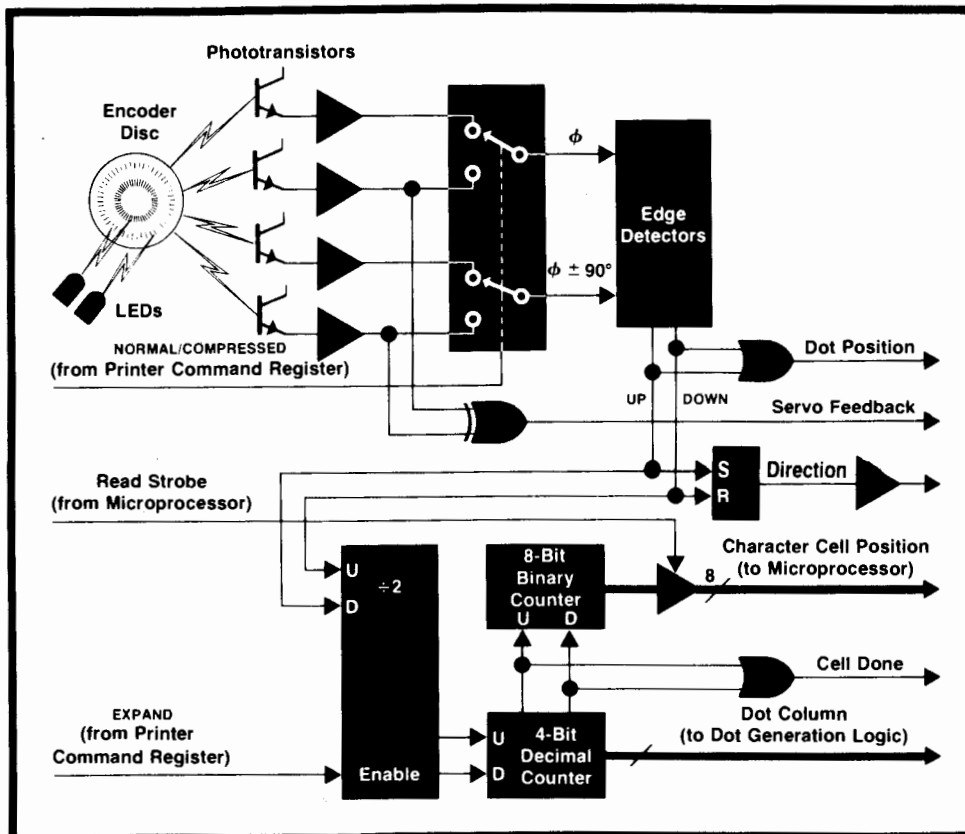 Phototransistors
Encoder
Disc
LEDs
ϕ
ϕ ± 90°
Edge
Detectors
NORMAL/COMPRESSED
(from Printer Command Register)
UP
DOWN
Dot Position
Servo Feedback
Read Strobe
(from Microprocessor)
S
R
Direction
U
D
÷2
Enable
8-Bit
Binary
Counter
U D
8
Character Cell Position
(to Microprocessor)
Cell Done
EXPAND
(from Printer
Command Register)
U
D
4-Bit
Decimal
Counter
Dot Column
(to Dot Generation Logic)